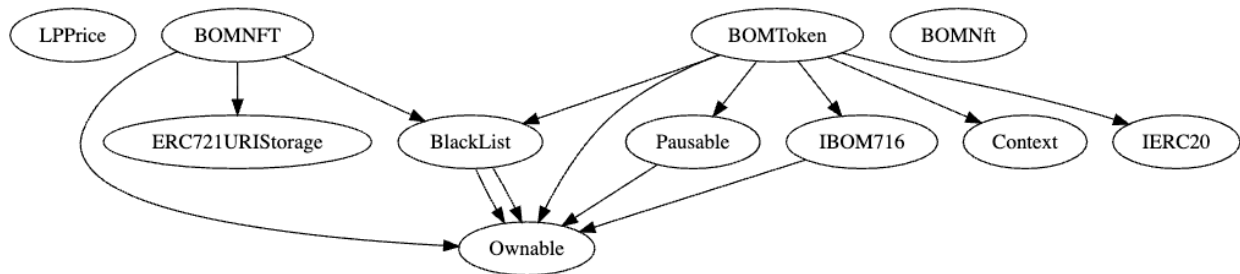 LPPrice
BOMNFT
BOMToken
BOMNft
ERC721URIStorage
BlackList
Pausable
IBOM716
Context
IERC20
Ownable